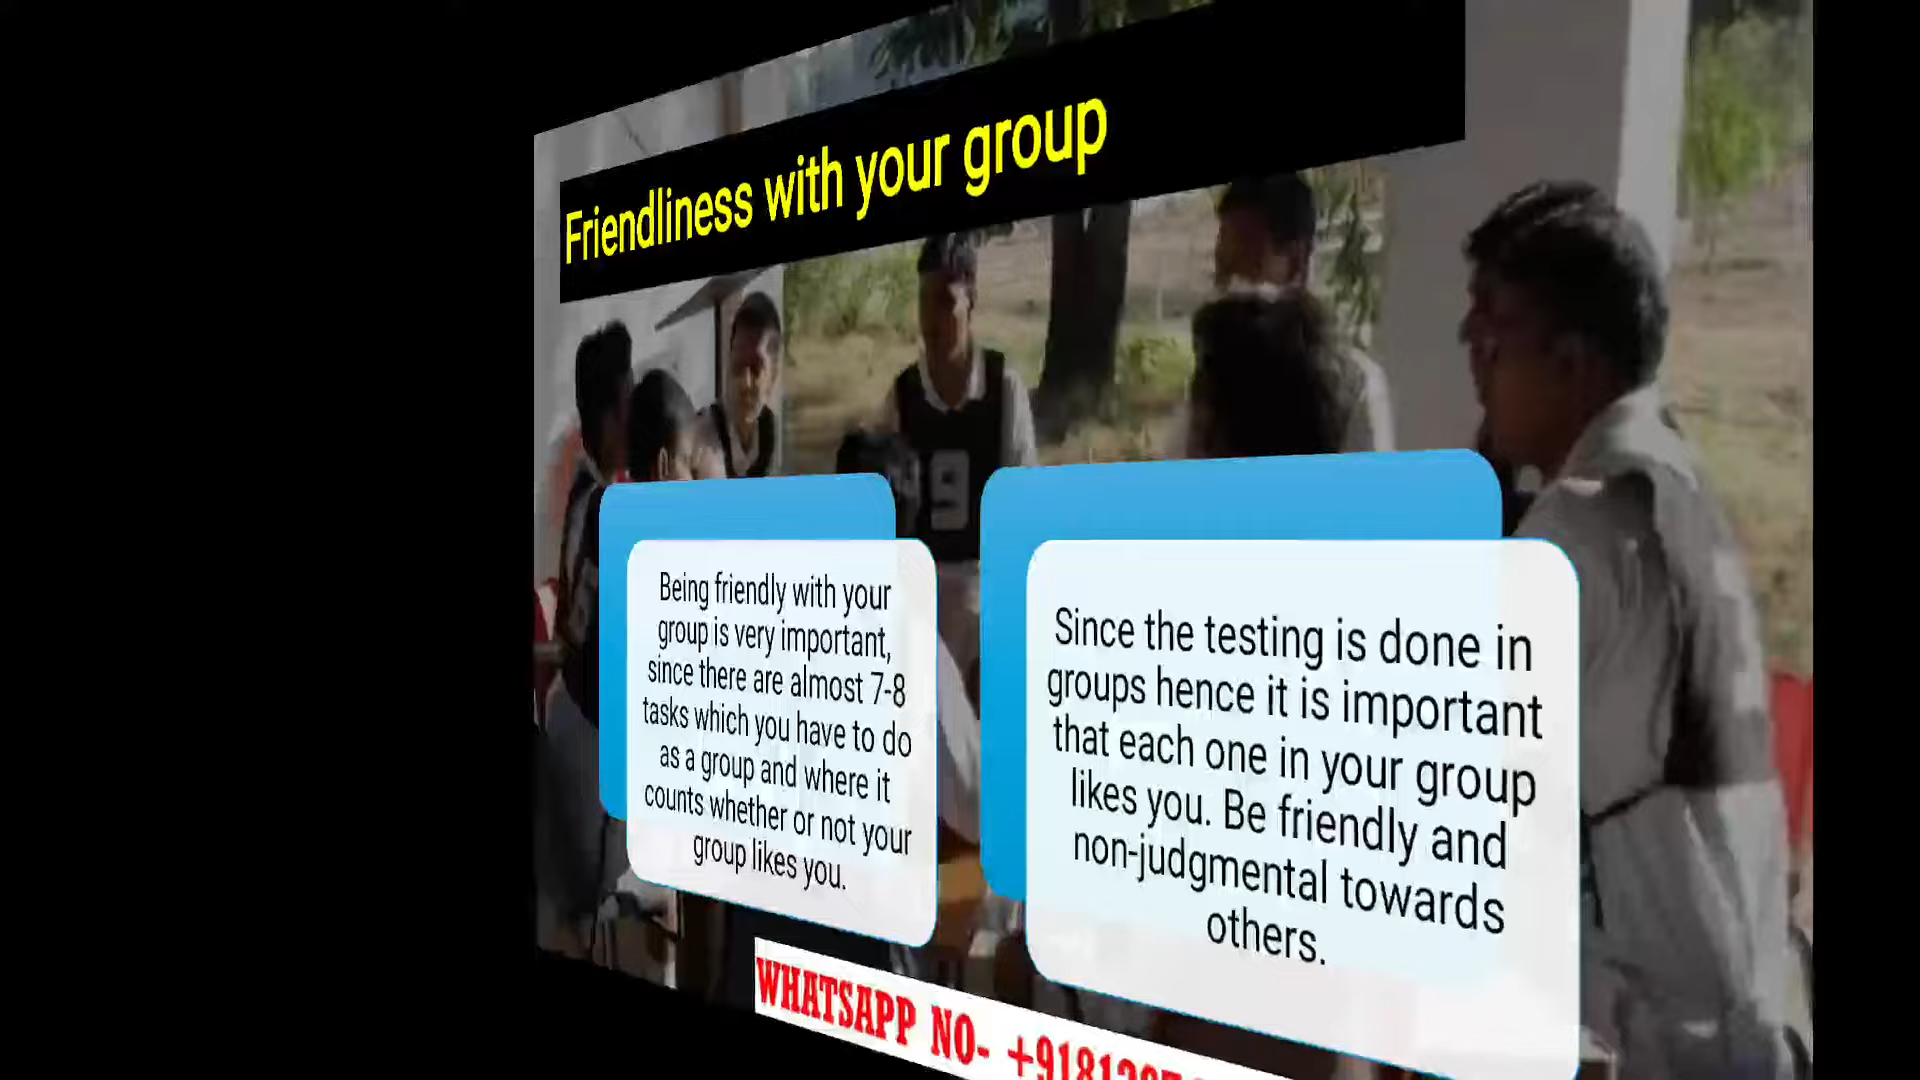 Friendliness with your group
Being friendly with your
group is very important,
since there are almost 7-8
tasks which you have to do
as a group and where it
counts whether or not your
group likes you.
Since the testing is done in
groups hence it is important
that each one in your group
likes you. Be friendly and
non-judgmental towards
others.
WHATSAPP NO-
9